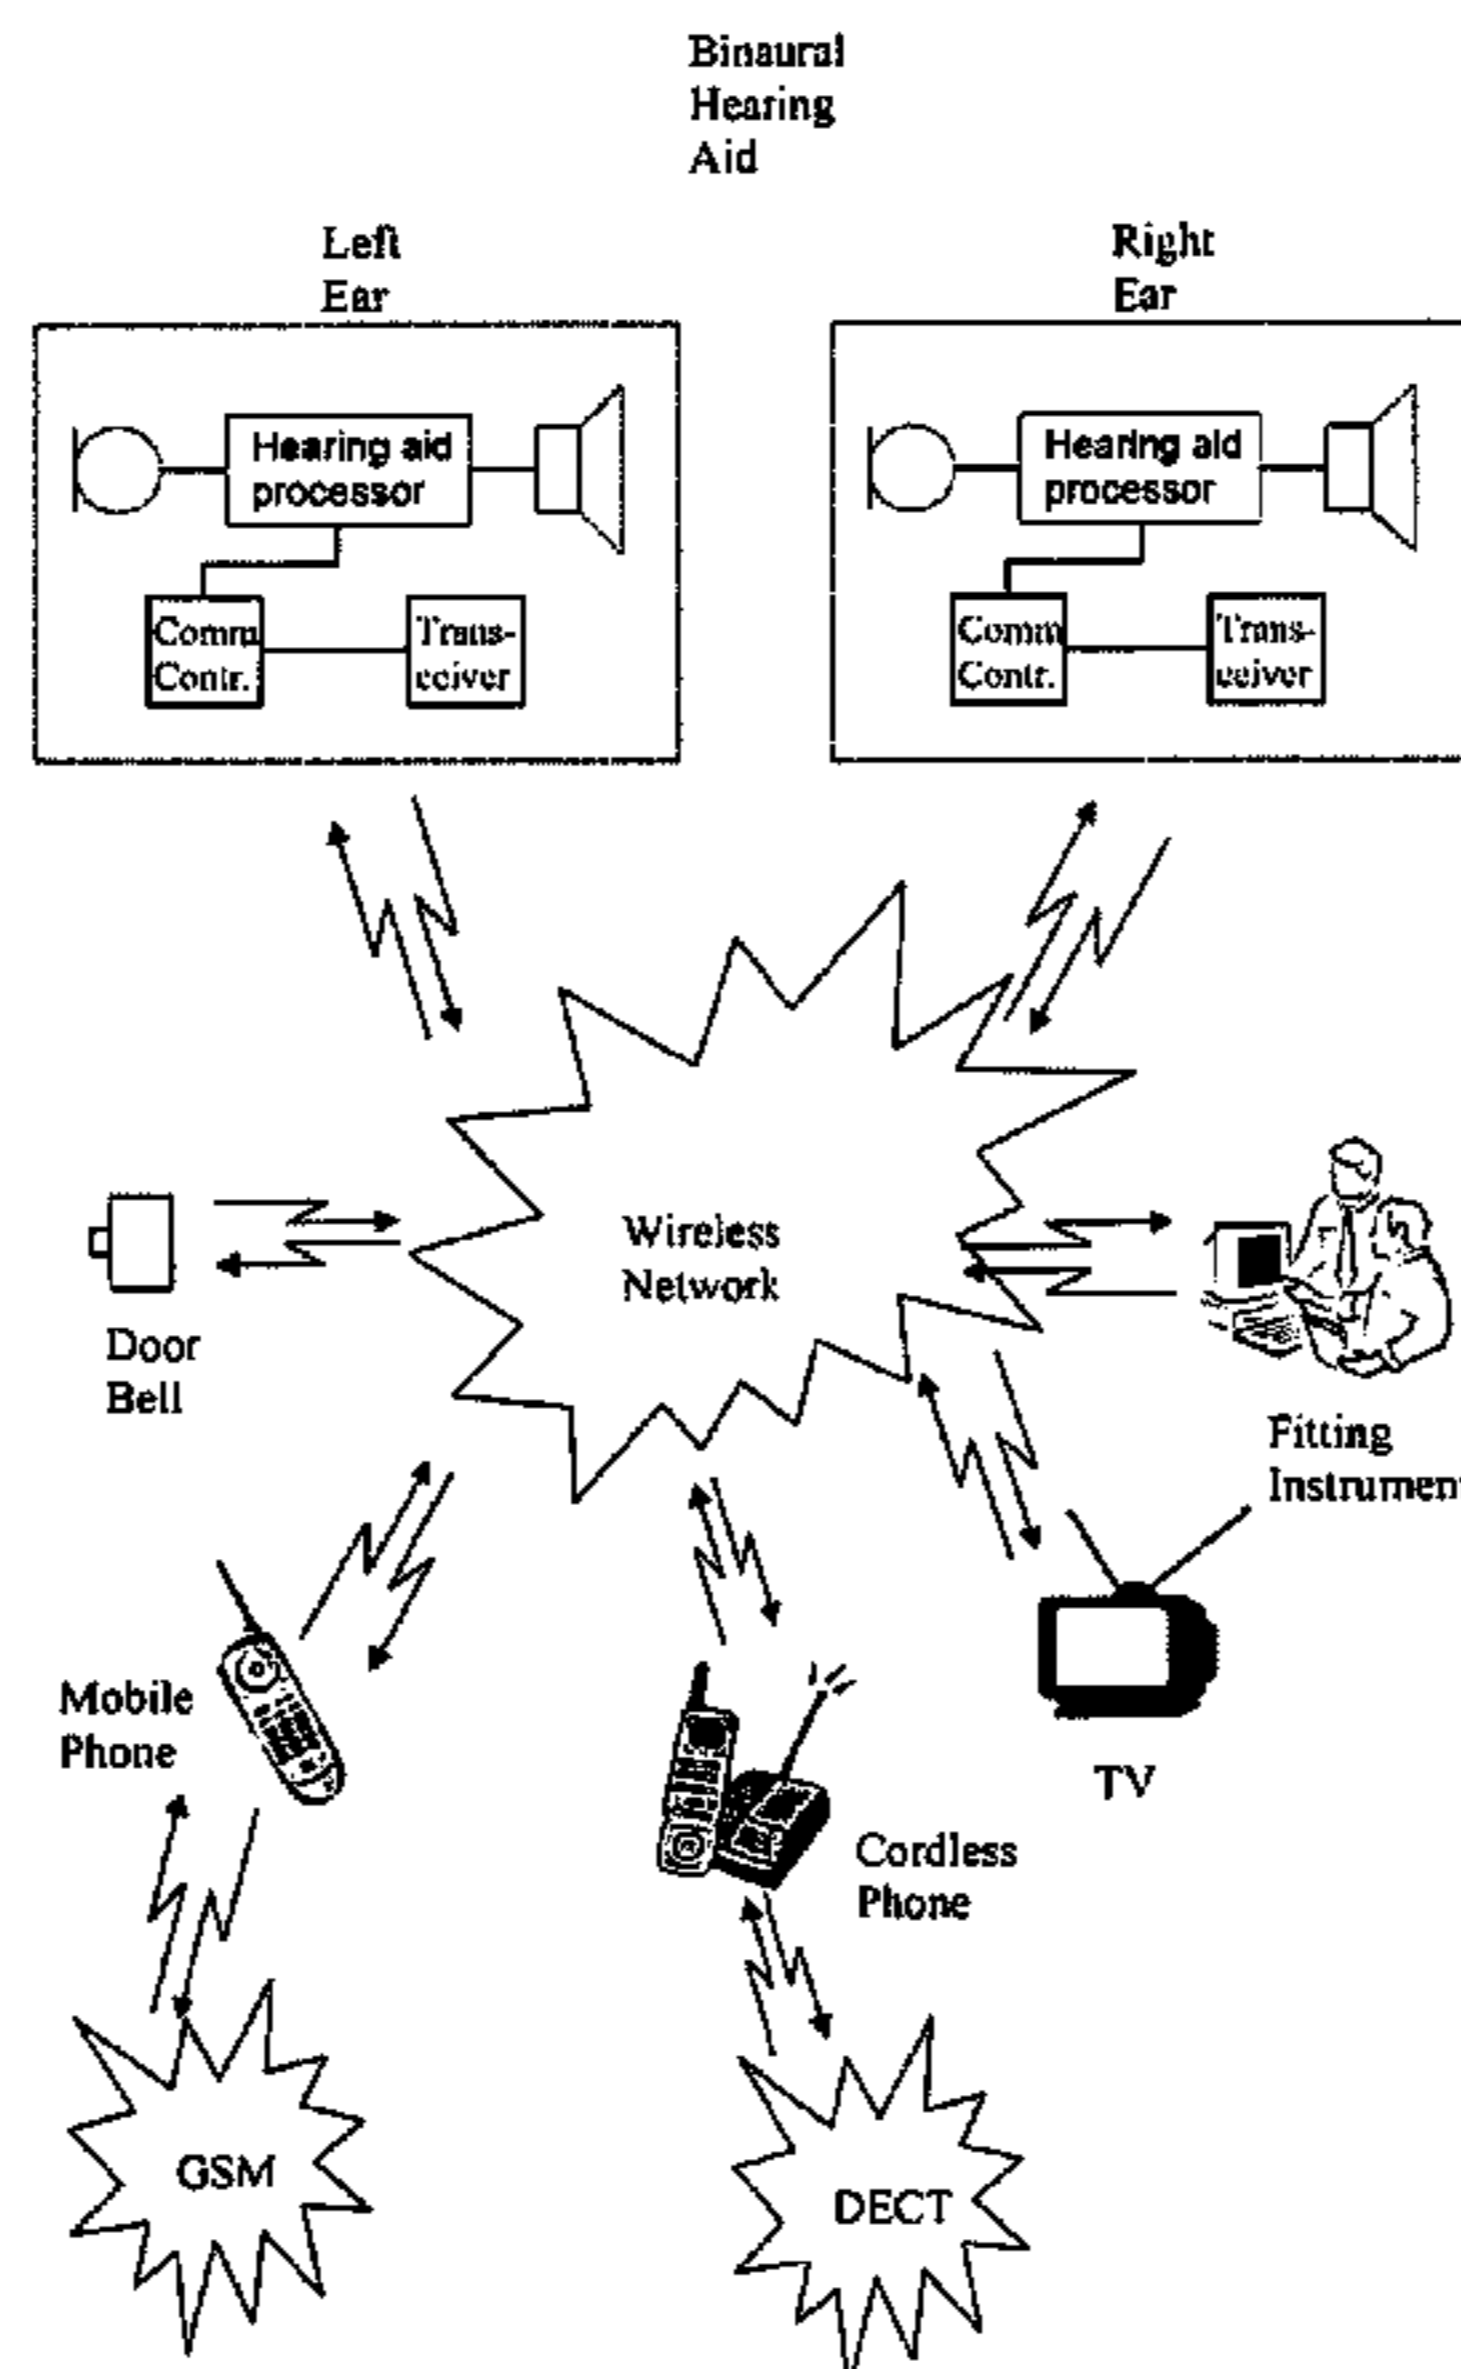 Binaural
Hearing
Aid
Left
Ear
Right
Ear
Hearing aid
processor
Comm
Contr.
Trans-
ceiver
Hearing aid
processor
Comm
Contr.
Trans-
ceiver
Wireless
Network
Door
Bell
Fitting
Instrumen
Mobile
Phone
TV
Cordless
Phone
GSM
DECT